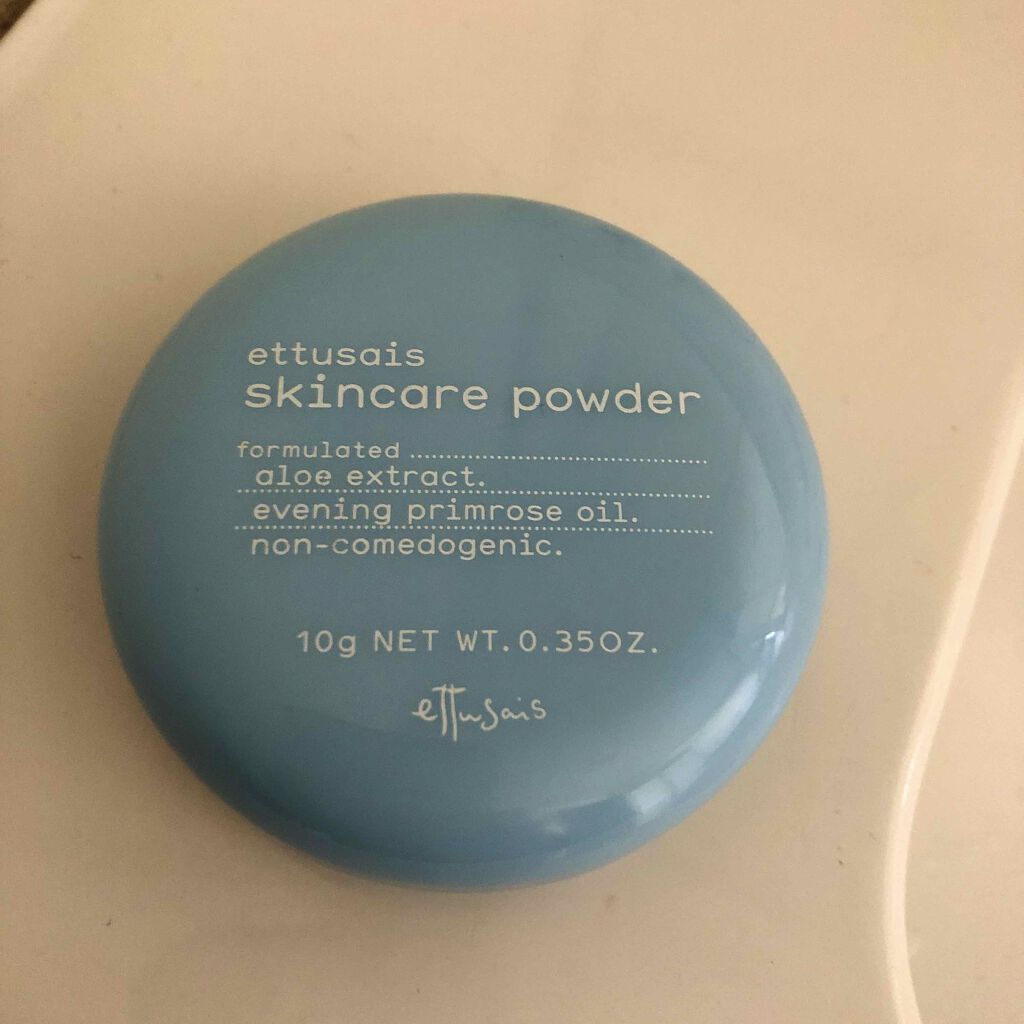 ettusais
skincare powder
formulated
aloe extract.
evening primrose oil.
non-comedogenic.
10g NET WT.0.35OZ.
ettusais